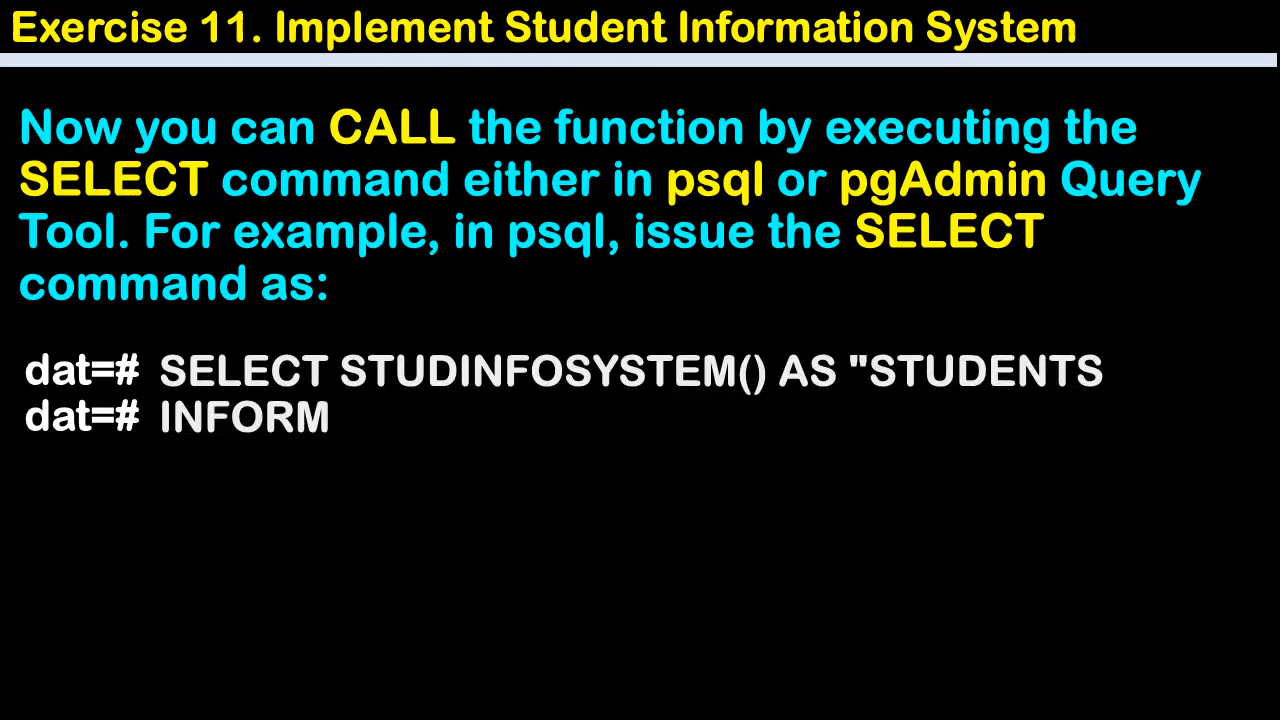 Exercise 11. Implement Student Information System
Now you can CALL the function by executing the
SELECT command either in psql or pgAdmin Query
Tool. For example, in psql, issue the SELECT
command as:
dat=# SELECT STUDINFOSYSTEM() AS "STUDENTS
dat=# INFORM